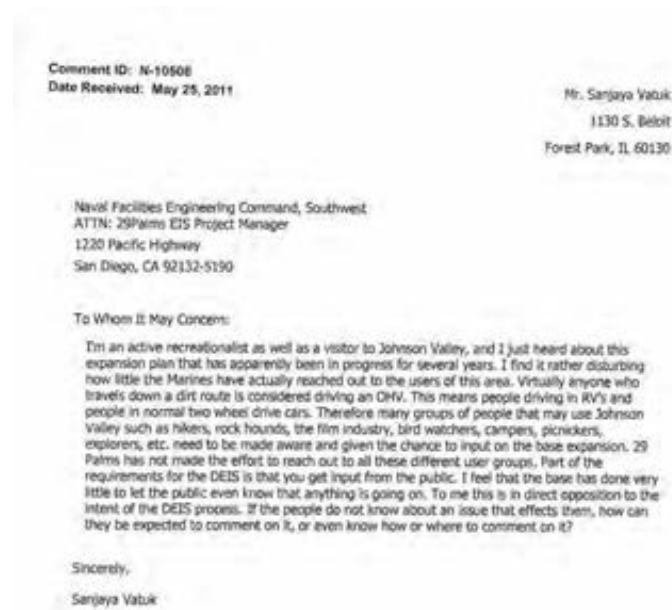 Comment ID: N-10508
Date Received: May 25, 2011
Mr. Sanjaya Vatuk
1130 S. Beloit
Forest Park, IL 60130
Naval Facilities Engineering Command, Southwest
ATTN: 29Palms EIS Project Manager
1220 Pacific Highway
San Diego, CA 92132-5190
To Whom It May Concern:
I'm an active recreationalist as well as a visitor to Johnson Valley, and I just heard about this
expansion plan that has apparently been in progress for several years. I find it rather disturbing
how little the Marines have actually reached out to the users of this area. Virtually anyone who
travels down a dirt route is considered driving an OHV. This means people driving in RV's and
people in normal two wheel drive cars. Therefore many groups of people that may use Johnson
Valley such as hikers, rock hounds, the film industry, bird watchers, campers, picnickers,
explorers, etc. need to be made aware and given the chance to input on the base expansion. 29
Palms has not made the effort to reach out to all these different user groups. Part of the
requirements for the DEIS is that you get input from the public. I feel that the base has done very
little to let the public even know that anything is going on. To me this is in direct opposition to the
intent of the DEIS process. If the people do not know about an issue that effects them, how can
they be expected to comment on it, or even know how or where to comment on it?
Sincerely,
Sanjaya Vatuk